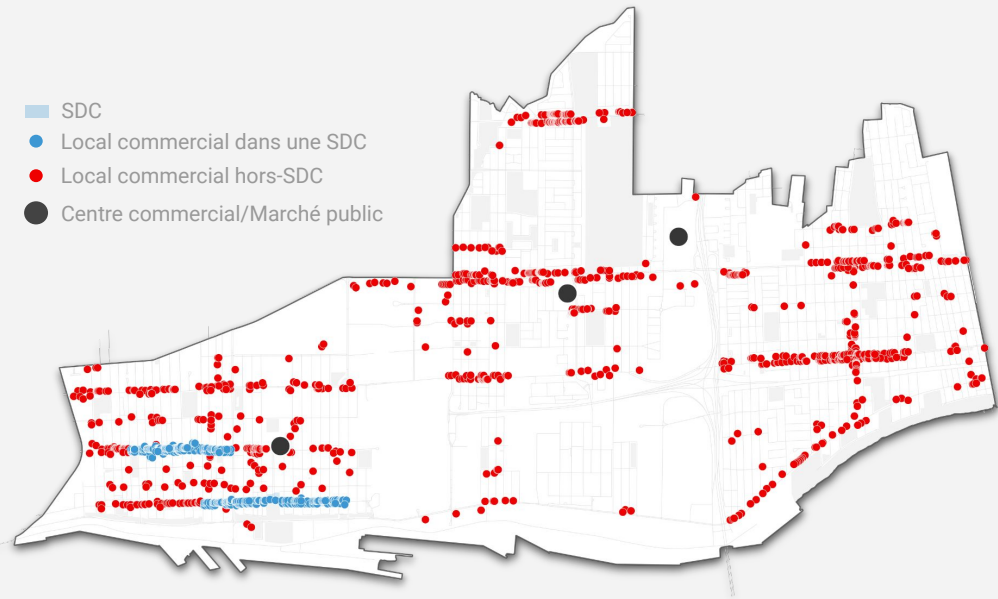 SDC
Local commercial dans une SDC
Local commercial hors-SDC
Centre commercial/Marché public